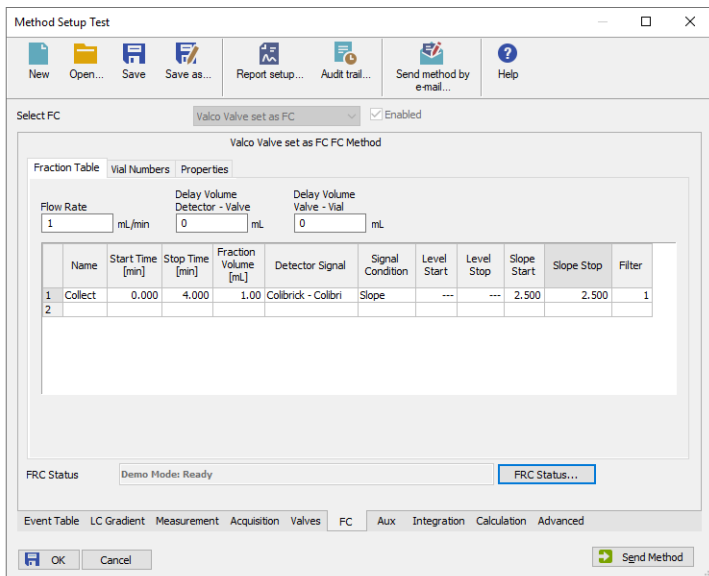 Method Setup Test
New Open... Save Save as... Report setup... Audit trail... Send method by e-mail... Help
Select FC Valco Valve set as FC Enabled
Valco Valve set as FC FC Method
Fraction Table Vial Numbers Properties
Flow Rate Delay Volume Detector - Valve Delay Volume Valve - Vial
1 mL/min 0 mL 0 mL
Name Start Time [min] Stop Time [min] Fraction Volume [mL] Detector Signal Signal Condition Level Start Level Stop Slope Start Slope Stop Filter
1 Collect 0.000 4.000 1.00 Colibrick - Colibri Slope --- --- 2.500 2.500 1
2
FRC Status Demo Mode: Ready FRC Status...
Event Table LC Gradient Measurement Acquisition Valves FC Aux Integration Calculation Advanced
OK Cancel Send Method